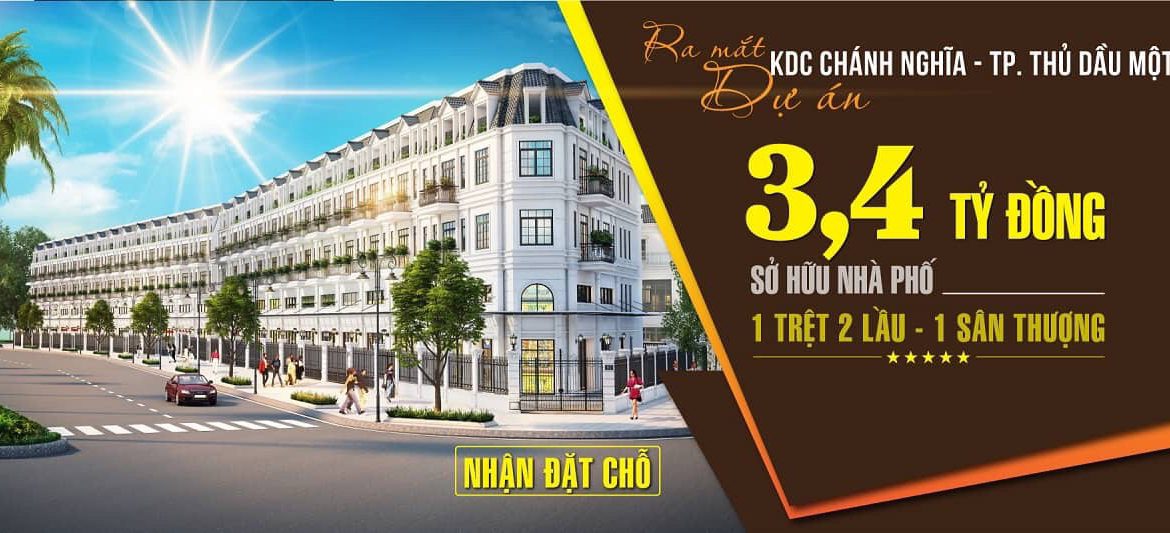 Ra mắt
Dự án
KDC CHÁNH NGHĨA - TP. THỦ DẦU MỘT
3,4 TỶ ĐỒNG
SỞ HỮU NHÀ PHỐ
1 TRỆT 2 LẦU - 1 SÂN THƯỢNG
NHẬN ĐẶT CHỖ